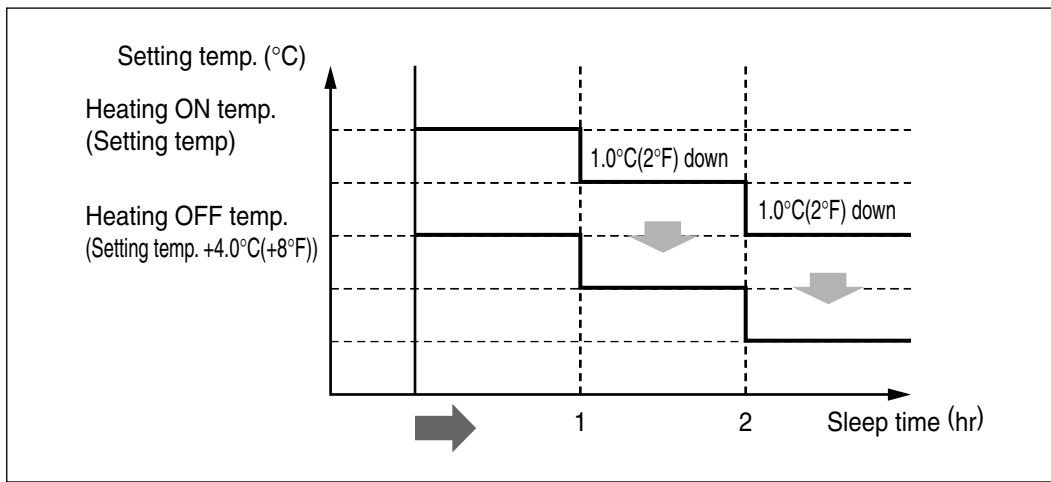 Setting temp. (°C)
Heating ON temp.
(Setting temp)
1.0°C(2°F) down
1.0°C(2°F) down
Heating OFF temp.
(Setting temp. +4.0°C(+8°F))
1
2
Sleep time (hr)